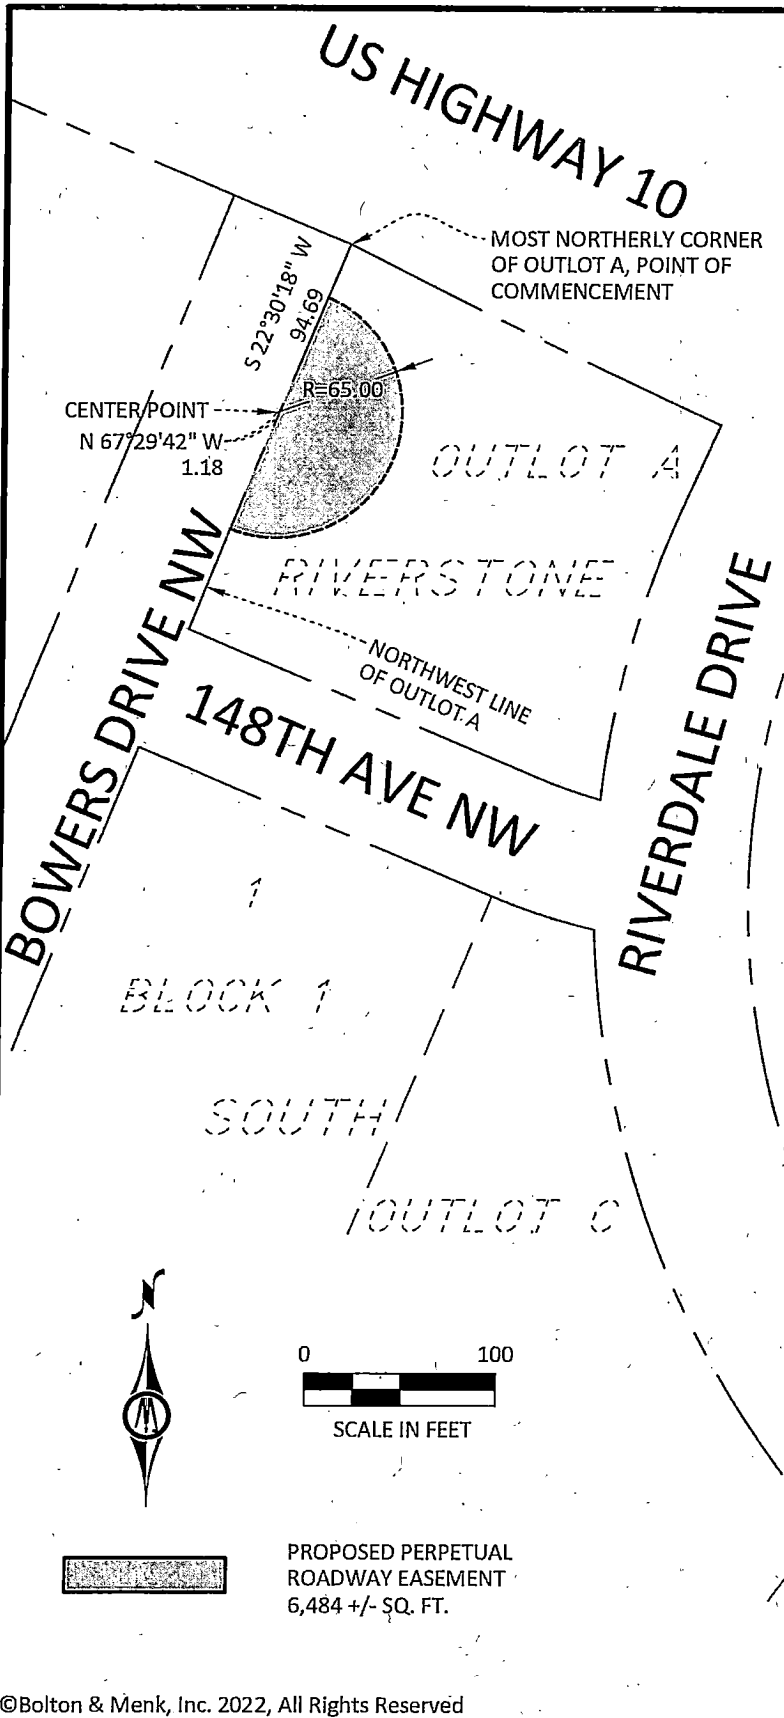 US HIGHWAY 10
MOST NORTHERLY CORNER
OF OUTLOT A, POINT OF
COMMENCEMENT
S 22°30'18" W
94.69
R=65.00
CENTER POINT
N 67°29'42" W
1.18
OUTLOT A
RIVERSTONE
NORTHWEST LINE
OF OUTLOT A
BOWERS DRIVE NW
148TH AVE NW
RIVERDALE DRIVE
1
BLOCK 1
SOUTH
OUTLOT C
N
0 100
SCALE IN FEET
PROPOSED PERPETUAL
ROADWAY EASEMENT
6,484 +/- SQ. FT.
©Bolton & Menk, Inc. 2022, All Rights Reserved